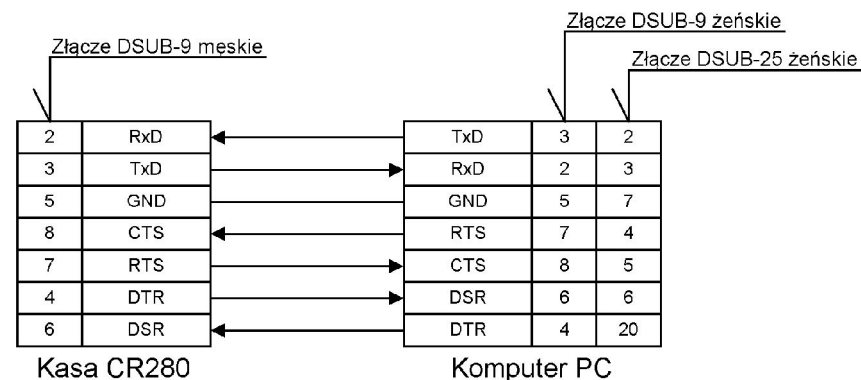 Złącze DSUB-9 męskie
Złącze DSUB-9 żeńskie
Złącze DSUB-25 żeńskie
2 RxD TxD 3 2
3 TxD RxD 2 3
5 GND GND 5 7
8 CTS RTS 7 4
7 RTS CTS 8 5
4 DTR DSR 6 6
6 DSR DTR 4 20
Kasa CR280 Komputer PC